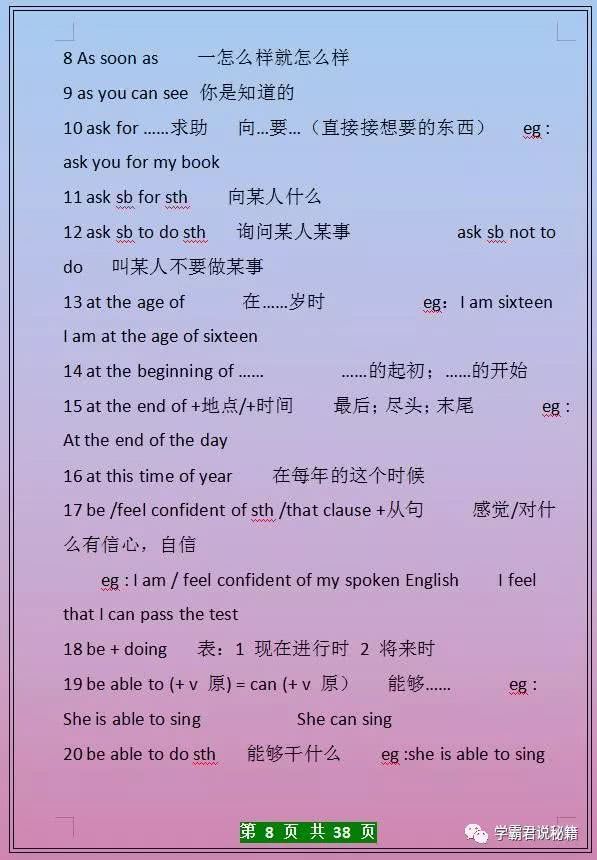 8 As soon as 一怎么样就怎么样
9 as you can see 你是知道的
10 ask for ……求助 向…要…（直接接想要的东西） eg :
ask you for my book
11 ask sb for sth 向某人什么
12 ask sb to do sth 询问某人某事 ask sb not to
do 叫某人不要做某事
13 at the age of 在……岁时 eg：I am sixteen
I am at the age of sixteen
14 at the beginning of …… ……的起初；……的开始
15 at the end of +地点/+时间 最后；尽头；末尾 eg :
At the end of the day
16 at this time of year 在每年的这个时候
17 be /feel confident of sth /that clause +从句 感觉/对什
么有信心，自信
eg : I am / feel confident of my spoken English I feel
that I can pass the test
18 be + doing 表：1 现在进行时 2 将来时
19 be able to (+ v 原) = can (+ v 原） 能够…… eg :
She is able to sing She can sing
20 be able to do sth 能够干什么 eg :she is able to sing
第 8 页 共 38 页
学霸君说秘籍